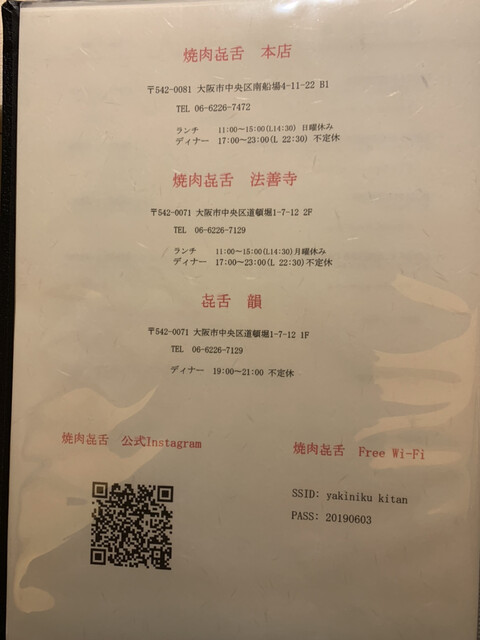 焼肉㐂舌 本店
〒542-0081 大阪市中央区南船場4-11-22 B1
TEL 06-6226-7472
ランチ 11:00~15:00(L14:30) 日曜休み
ディナー 17:00~23:00(L 22:30) 不定休
焼肉㐂舌 法善寺
〒542-0071 大阪市中央区道頓堀1-7-12 2F
TEL 06-6226-7129
ランチ 11:00~15:00(L14:30)月曜休み
ディナー 17:00~23:00(L 22:30)不定休
㐂舌 韻
〒542-0071 大阪市中央区道頓堀1-7-12 1F
TEL 06-6226-7129
ディナー 19:00~21:00 不定休
焼肉㐂舌 公式Instagram
焼肉㐂舌 Free Wi-Fi
SSID: yakiniku kitan
PASS: 20190603